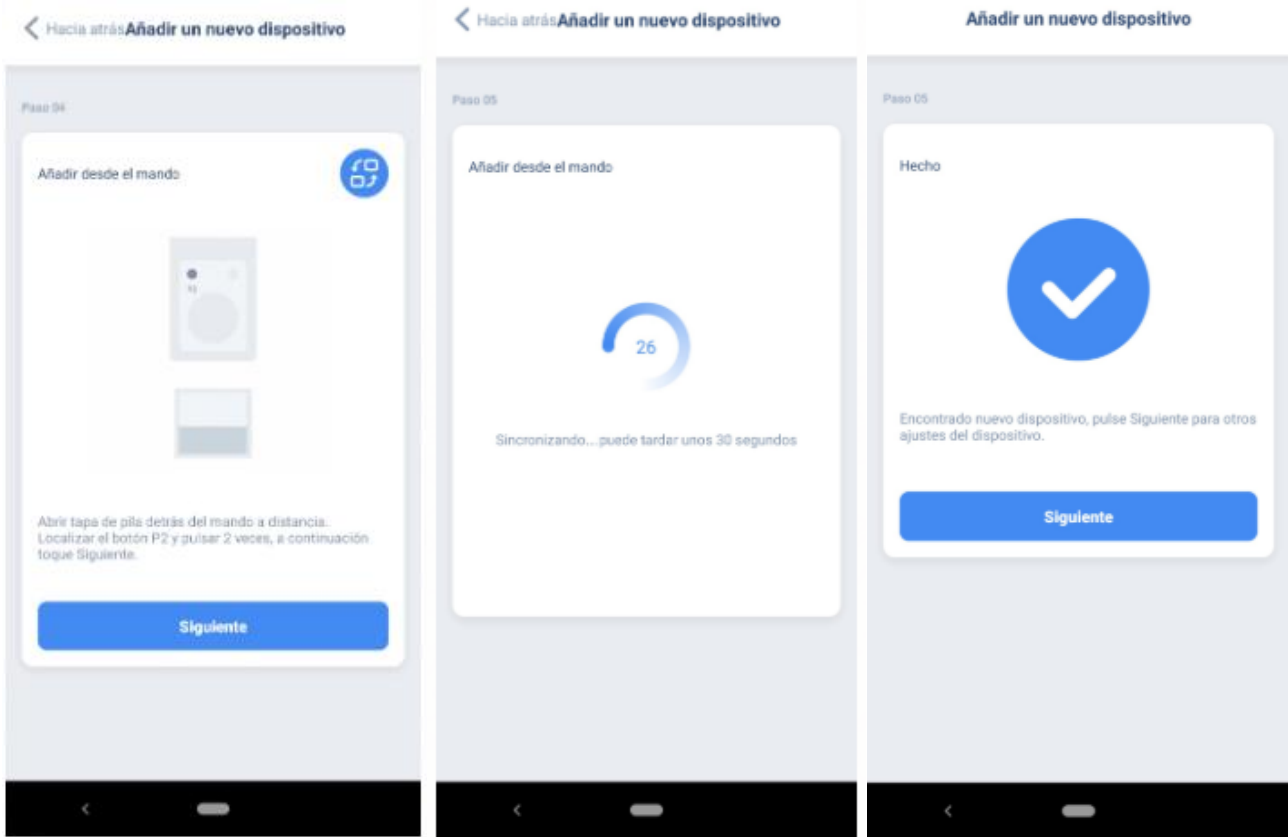 Hacia atrás Añadir un nuevo dispositivo
Paso 04
Añadir desde el mando
Abrir tapa de pila detrás del mando a distancia.
Localizar el botón P2 y pulsar 2 veces, a continuación
toque Siguiente.
Siguiente
Hacia atrás Añadir un nuevo dispositivo
Paso 05
Añadir desde el mando
26
Sincronizando....puede tardar unos 30 segundos
Añadir un nuevo dispositivo
Paso 05
Hecho
Encontrado nuevo dispositivo, pulse Siguiente para otros
ajustes del dispositivo.
Siguiente